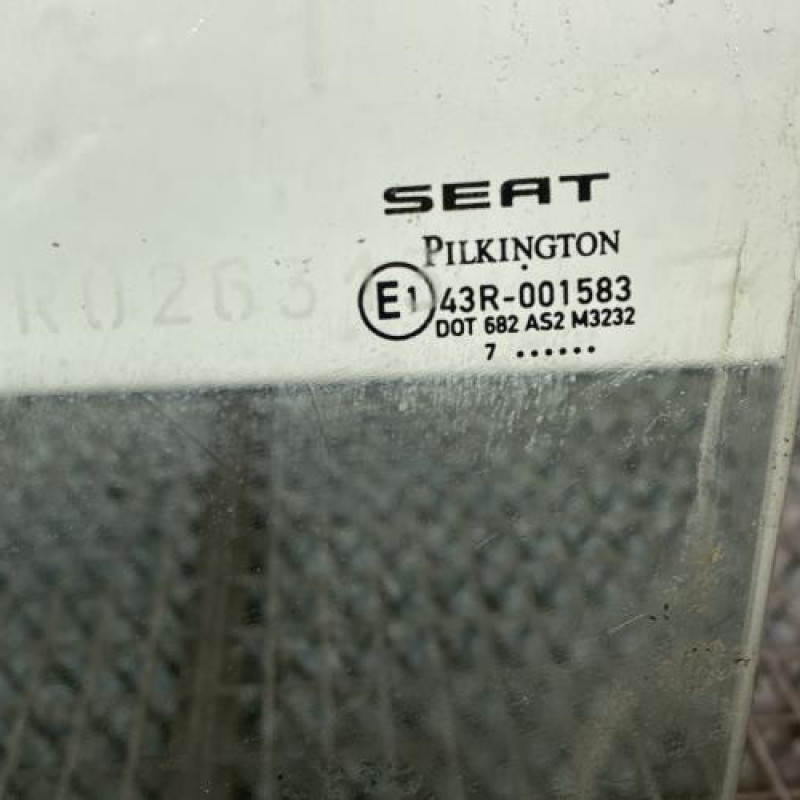 SEAT
PILKINGTON
E1 43R-001583
DOT 682 AS2 M3232
7 ......